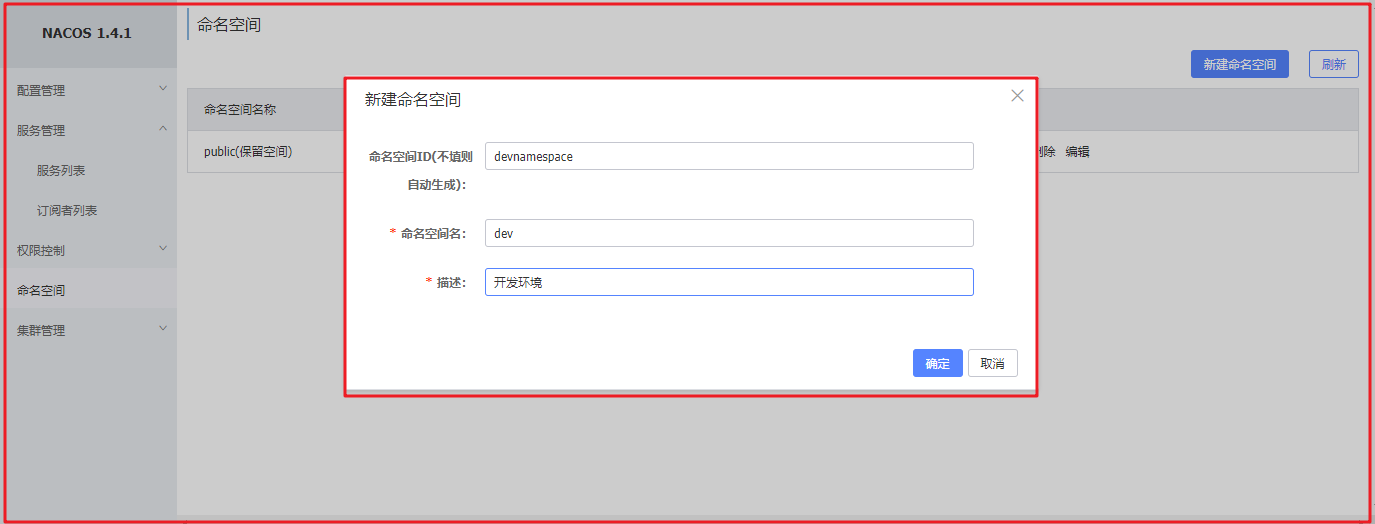 NACOS 1.4.1
配置管理
服务管理
服务列表
订阅者列表
权限控制
命名空间
集群管理
命名空间
新建命名空间 刷新
命名空间名称
public(保留空间)
删除 编辑
新建命名空间
命名空间ID(不填则
自动生成):
devnamespace
* 命名空间名:
dev
* 描述:
开发环境
确定 取消